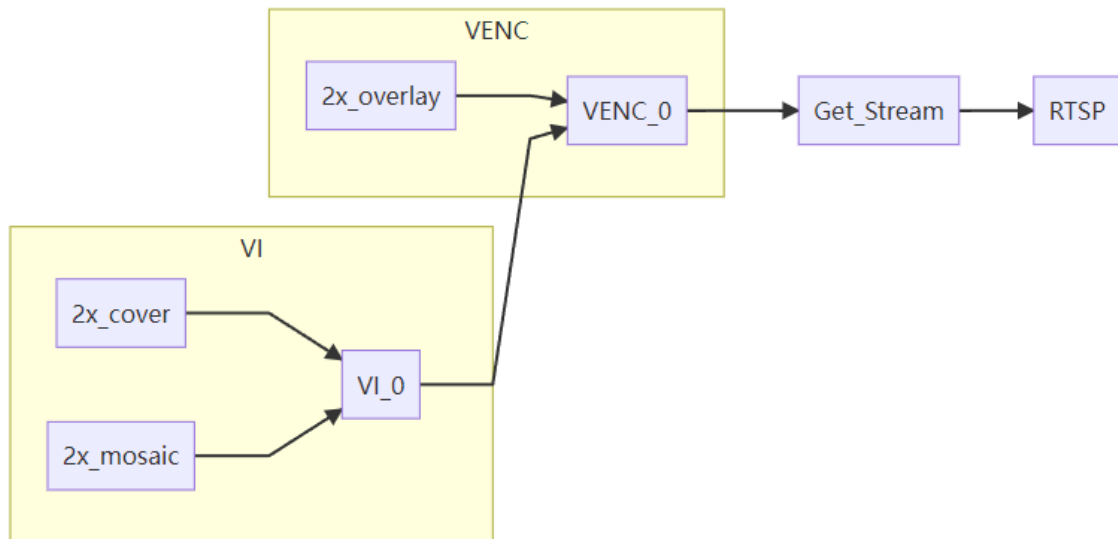 VENC
2x_overlay
VENC_0
Get_Stream
RTSP
VI
2x_cover
VI_0
2x_mosaic